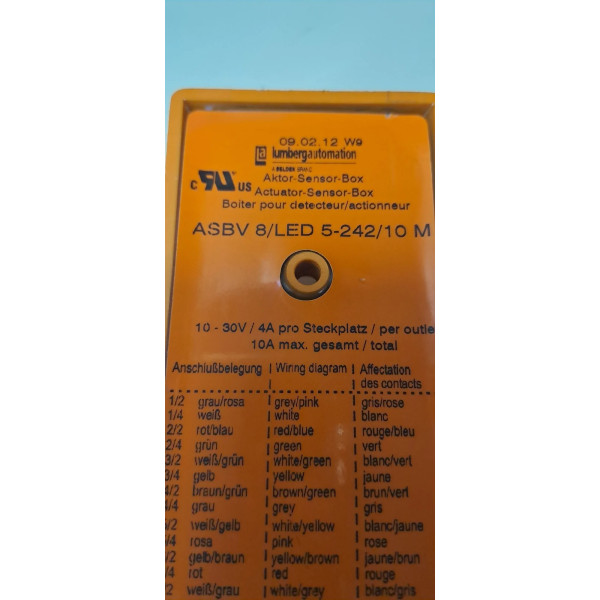 09.02.12 W9
lumbergautomation
A BELDEN BRAND
c UL US
Aktor-Sensor-Box
Actuator-Sensor-Box
Boiter pour detecteur/actionneur
ASBV 8/LED 5-242/10 M
10 - 30V / 4A pro Steckplatz / per outle
10A max. gesamt / total
Anschlußbelegung | Wiring diagram | Affectation
des contacts
1/2 grau/rosa grey/pink gris/rose
1/4 weiß white blanc
2/2 rot/blau red/blue rouge/bleu
2/4 grün green vert
3/2 weiß/grün white/green blanc/vert
3/4 gelb yellow jaune
4/2 braun/grün brown/green brun/vert
/4 grau grey gris
5/2 weiß/gelb white/yellow blanc/jaune
/4 rosa pink rose
/2 gelb/braun yellow/brown jaune/brun
4 rot red rouge
2 weiß/grau white/grey blanc/gris